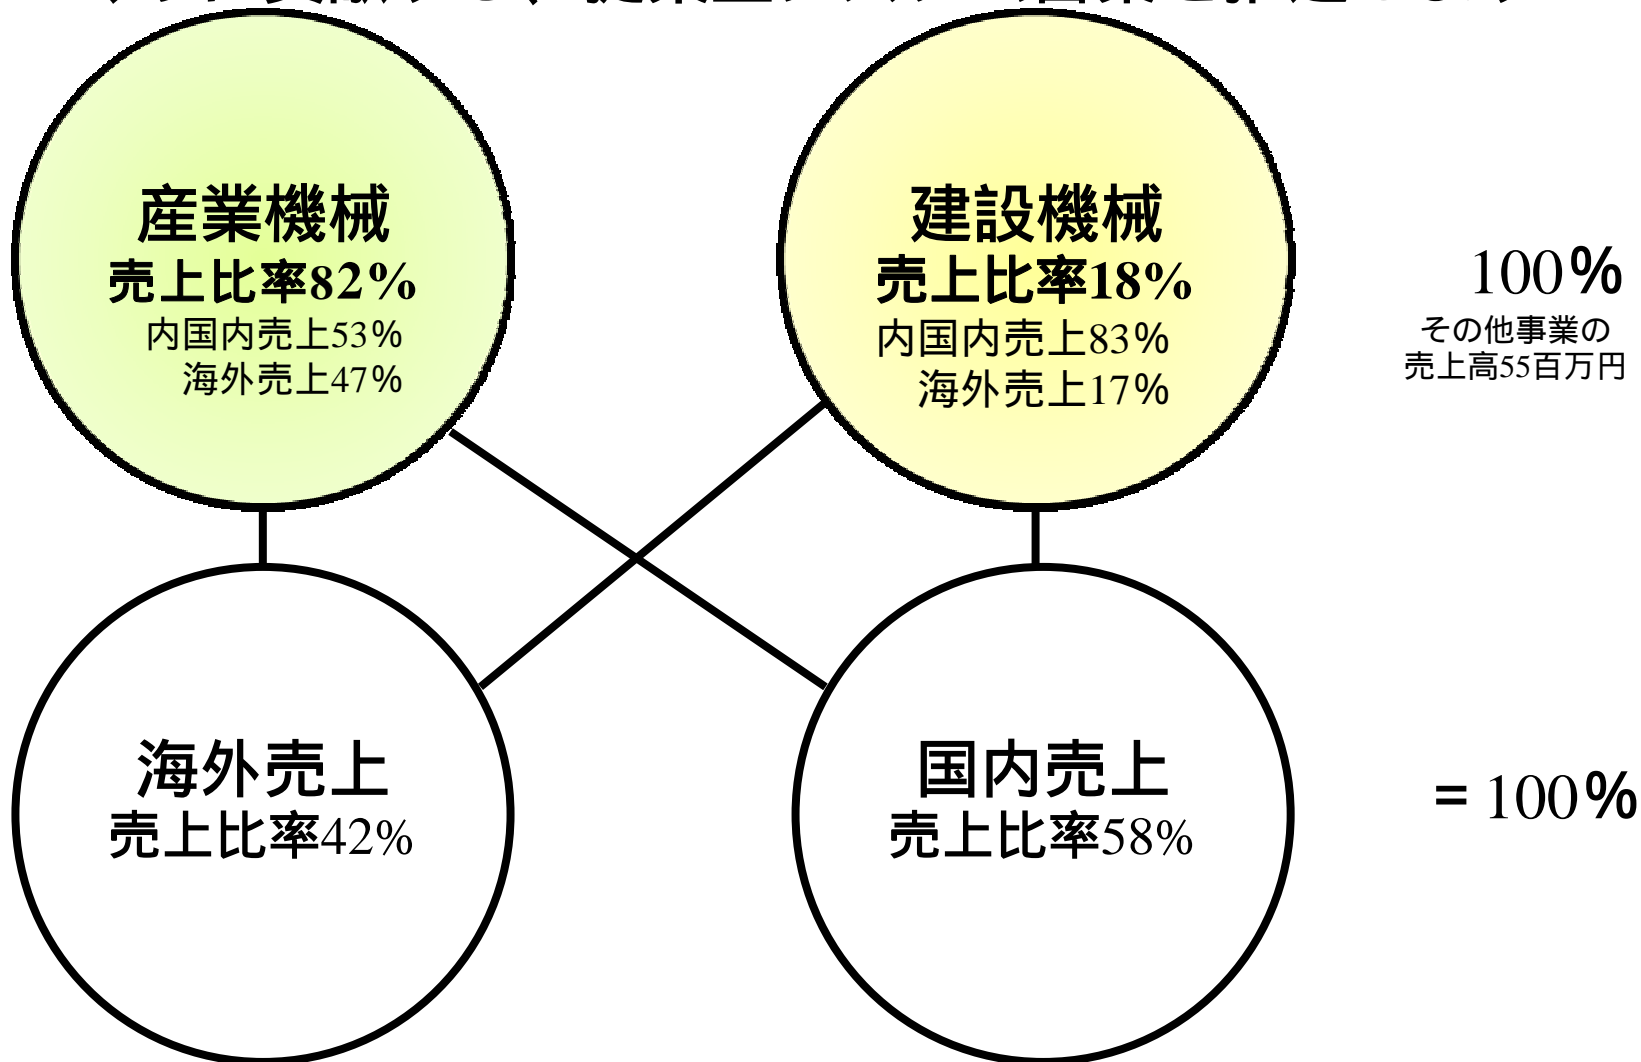 産業機械
売上比率82%
内国内売上53%
海外売上47%
建設機械
売上比率18%
内国内売上83%
海外売上17%
100%
その他事業の
売上高55百万円
海外売上
売上比率42%
国内売上
売上比率58%
= 100%